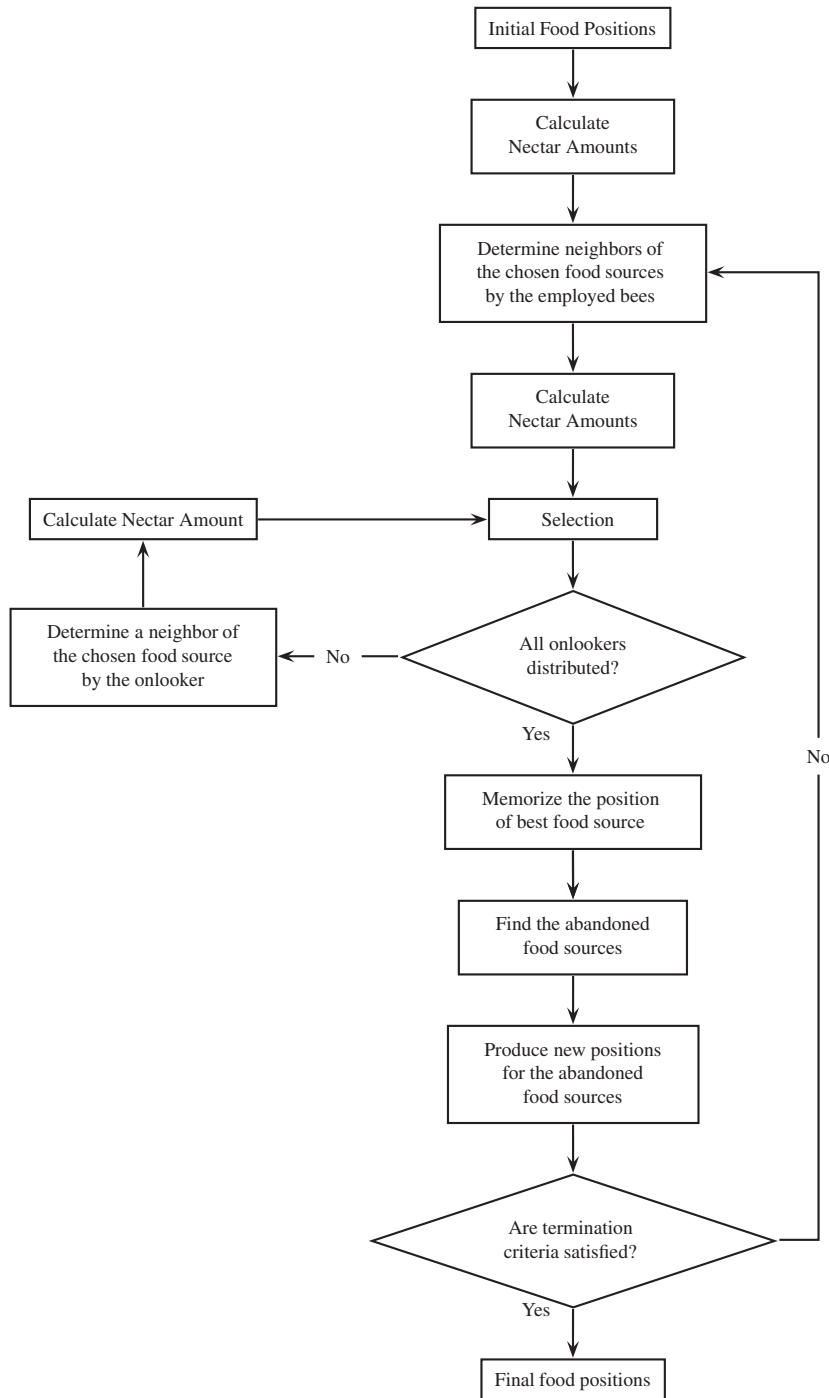 Initial Food Positions
Calculate
Nectar Amounts
Determine neighbors of
the chosen food sources
by the employed bees
Calculate
Nectar Amounts
Calculate Nectar Amount
Selection
Determine a neighbor of
the chosen food source
by the onlooker
No
All onlookers
distributed?
Yes
No
Memorize the position
of best food source
Find the abandoned
food sources
Produce new positions
for the abandoned
food sources
Are termination
criteria satisfied?
Yes
Final food positions